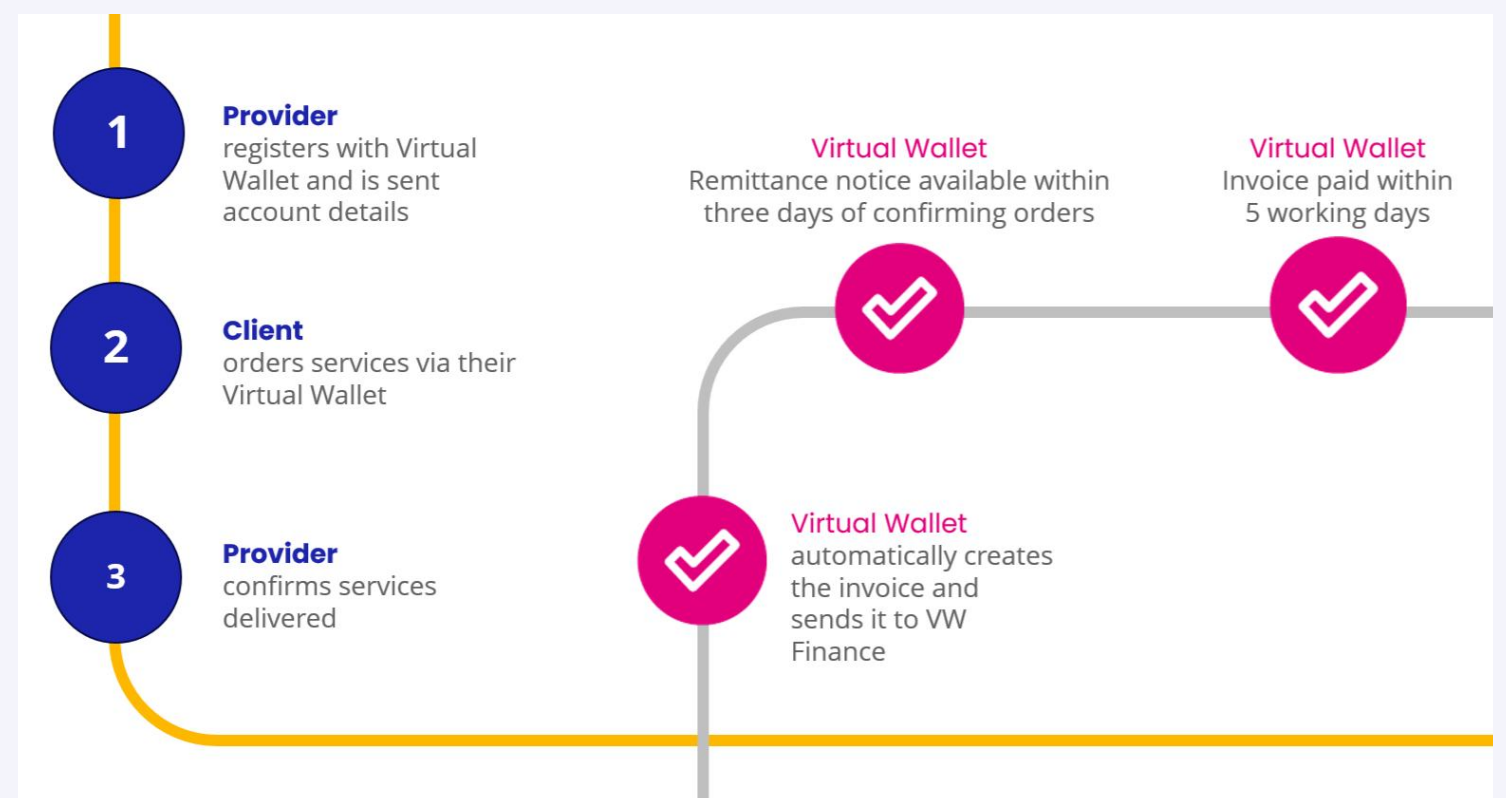 1
Provider
registers with Virtual
Wallet and is sent
account details
2
Client
orders services via their
Virtual Wallet
3
Provider
confirms services
delivered
Virtual Wallet
automatically creates
the invoice and
sends it to VW
Finance
Virtual Wallet
Remittance notice available within
three days of confirming orders
Virtual Wallet
Invoice paid within
5 working days